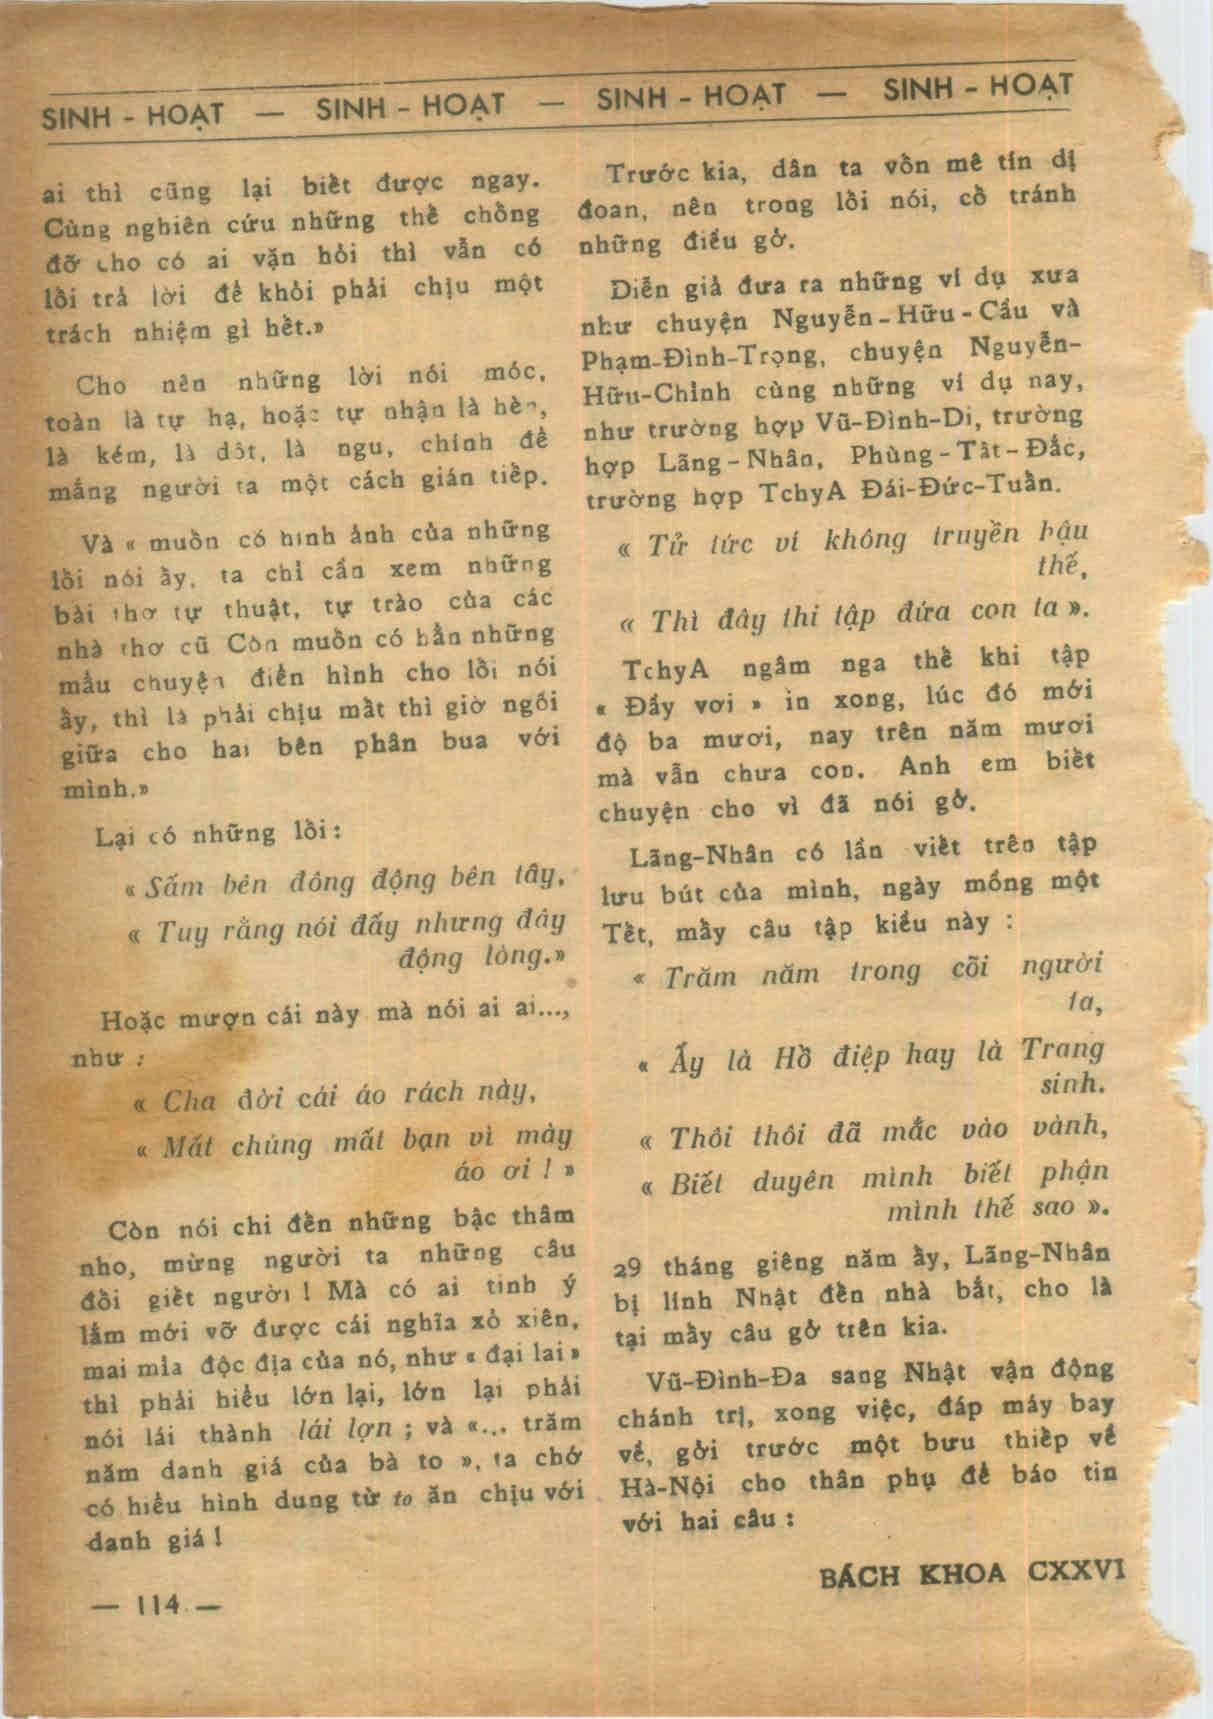 SINH - HOẠT — SINH - HOẠT — SINH - HOẠT — SINH - HOẠT
ai thì cũng lại biết được ngay.
Cùng nghiên cứu những thế chống
đỡ cho có ai vặn hỏi thì vẫn có
lối trả lời để khỏi phải chịu một
trách nhiệm gì hết.»
Cho nên những lời nói móc,
toàn là tự hạ, hoặc tự nhận là hèn,
là kém, là dốt, là ngu, chính để
mắng người ta một cách gián tiếp.
Và « muốn có hình ảnh của những
lối nói ấy, ta chỉ cần xem những
bài thơ tự thuật, tự trào của các
nhà thơ cũ Còn muốn có hẳn những
mẩu chuyện điển hình cho lối nói
ấy, thì là phải chịu mất thì giờ ngồi
giữa cho hai bên phân bua với
mình.»
Lại có những lối :
« Sấm bên đông động bên tây,
« Tuy rằng nói đấy nhưng đây
động lòng.»
Hoặc mượn cái này mà nói ai ai...,
như :
« Cha đời cái áo rách này,
« Mất chúng mất bạn vì mày
áo ơi ! »
Còn nói chi đến những bậc thâm
nho, mừng người ta những câu
đối giết người ! Mà có ai tinh ý
lắm mới vỡ được cái nghĩa xỏ xiên,
mai mỉa độc địa của nó, như « đại lai »
thì phải hiểu lớn lại, lớn lại phải
nói lái thành lái lợn ; và «... trăm
năm danh giá của bà to », ta chớ
có hiểu hình dung từ to ăn chịu với
danh giá !
— 114 —
Trước kia, dân ta vốn mê tín dị
đoan, nên trong lối nói, cố tránh
những điều gở.
Diễn giả đưa ra những ví dụ xưa
như chuyện Nguyễn-Hữu-Cầu và
Phạm-Đình-Trọng, chuyện Nguyễn-
Hữu-Chỉnh cùng những ví dụ nay,
như trường hợp Vũ-Đình-Di, trường
hợp Lãng-Nhân, Phùng-Tất-Đắc,
trường hợp TchyA Đái-Đức-Tuấn.
« Tử tức ví không truyền hậu
thế,
« Thì đây thi tập đứa con ta ».
TchyA ngâm nga thế khi tập
« Đầy vơi » in xong, lúc đó mới
độ ba mươi, nay trên năm mươi
mà vẫn chưa con. Anh em biết
chuyện cho vì đã nói gở.
Lãng-Nhân có lần viết trên tập
lưu bút của mình, ngày mồng một
Tết, mấy câu tập kiều này :
« Trăm năm trong cõi người
ta,
« Ấy là Hồ điệp hay là Trang
sinh.
« Thôi thôi đã mắc vào vành,
« Biết duyên mình biết phận
mình thế sao ».
29 tháng giêng năm ấy, Lãng-Nhân
bị lính Nhật đến nhà bắt, cho là
tại mấy câu gở trên kia.
Vũ-Đình-Đa sang Nhật vận động
chánh trị, xong việc, đáp máy bay
về, gởi trước một bưu thiếp về
Hà-Nội cho thân phụ để báo tin
với hai câu :
BÁCH KHOA CXXVI